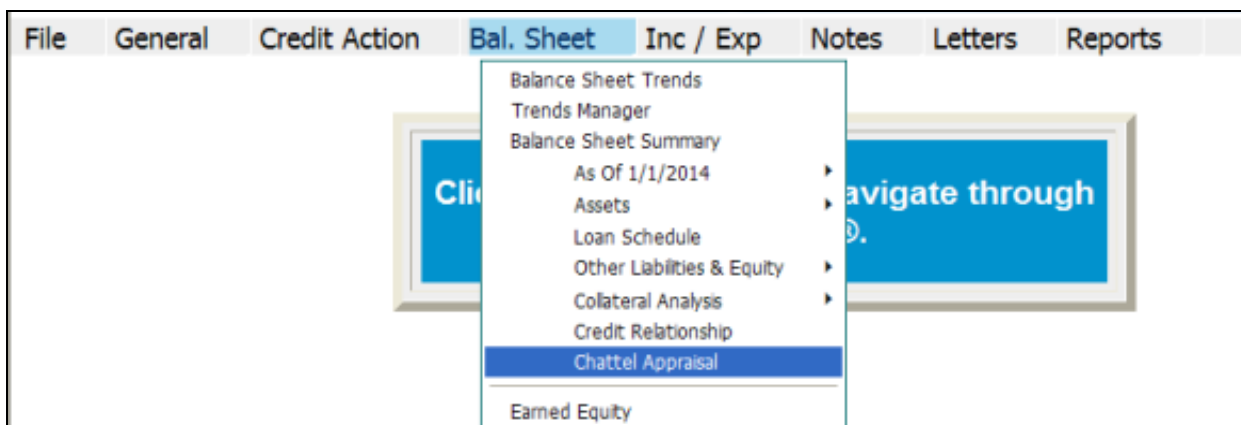 File General Credit Action Bal. Sheet Inc / Exp Notes Letters Reports
Balance Sheet Trends
Trends Manager
Balance Sheet Summary
As Of 1/1/2014
Assets
Loan Schedule
Other Liabilities & Equity
Collateral Analysis
Credit Relationship
Chattel Appraisal
Earned Equity
through
®.